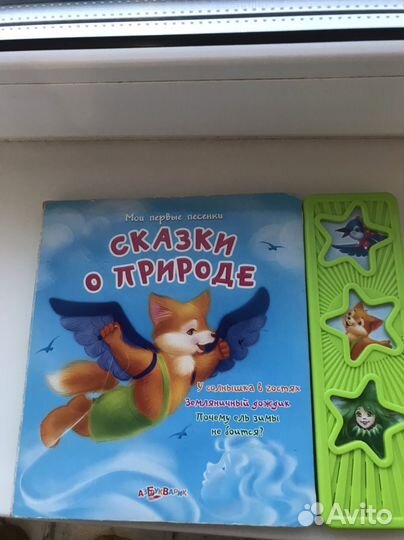 Мои первые песенки
СКАЗКИ
О ПРИРОДЕ
У солнышка в гостях
Земляничный дождик
Почему ель зимы
не боится?
АЗБУКВАРИК
Avito